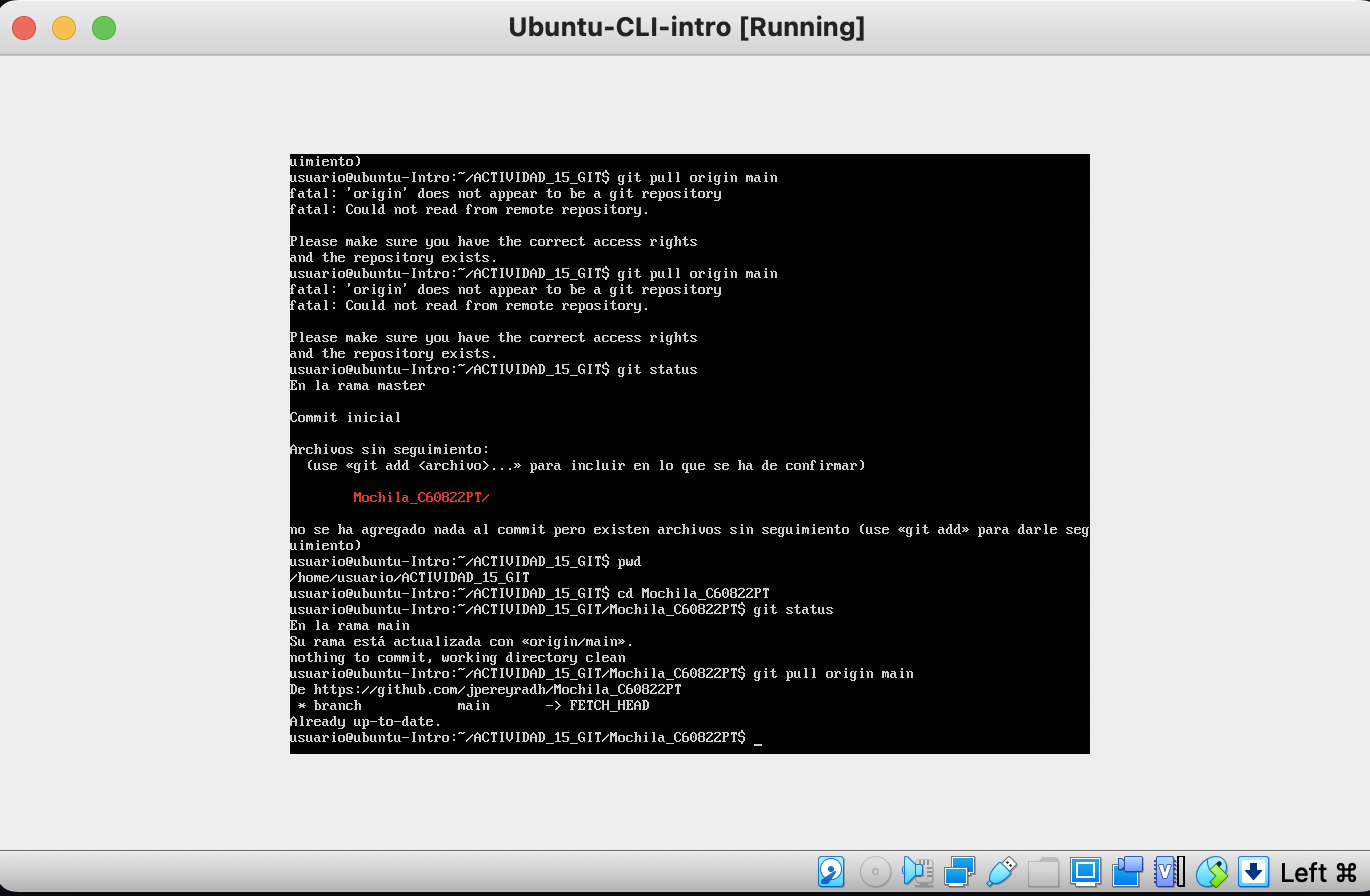 Ubuntu-CLI-intro [Running]
uimiento)
usuario@ubuntu-Intro:~/ACTIVIDAD_15_GIT$ git pull origin main
fatal: 'origin' does not appear to be a git repository
fatal: Could not read from remote repository.
Please make sure you have the correct access rights
and the repository exists.
usuario@ubuntu-Intro:~/ACTIVIDAD_15_GIT$ git pull origin main
fatal: 'origin' does not appear to be a git repository
fatal: Could not read from remote repository.
Please make sure you have the correct access rights
and the repository exists.
usuario@ubuntu-Intro:~/ACTIVIDAD_15_GIT$ git status
En la rama master
Commit inicial
Archivos sin seguimiento:
  (use «git add <archivo>...» para incluir en lo que se ha de confirmar)
        Mochila_C60822PT/
no se ha agregado nada al commit pero existen archivos sin seguimiento (use «git add» para darle seg
uimiento)
usuario@ubuntu-Intro:~/ACTIVIDAD_15_GIT$ pwd
/home/usuario/ACTIVIDAD_15_GIT
usuario@ubuntu-Intro:~/ACTIVIDAD_15_GIT$ cd Mochila_C60822PT
usuario@ubuntu-Intro:~/ACTIVIDAD_15_GIT/Mochila_C60822PT$ git status
En la rama main
Su rama está actualizada con «origin/main».
nothing to commit, working directory clean
usuario@ubuntu-Intro:~/ACTIVIDAD_15_GIT/Mochila_C60822PT$ git pull origin main
De https://github.com/jpereyradh/Mochila_C60822PT
 * branch            main       -> FETCH_HEAD
Already up-to-date.
usuario@ubuntu-Intro:~/ACTIVIDAD_15_GIT/Mochila_C60822PT$ _
V
Left ⌘